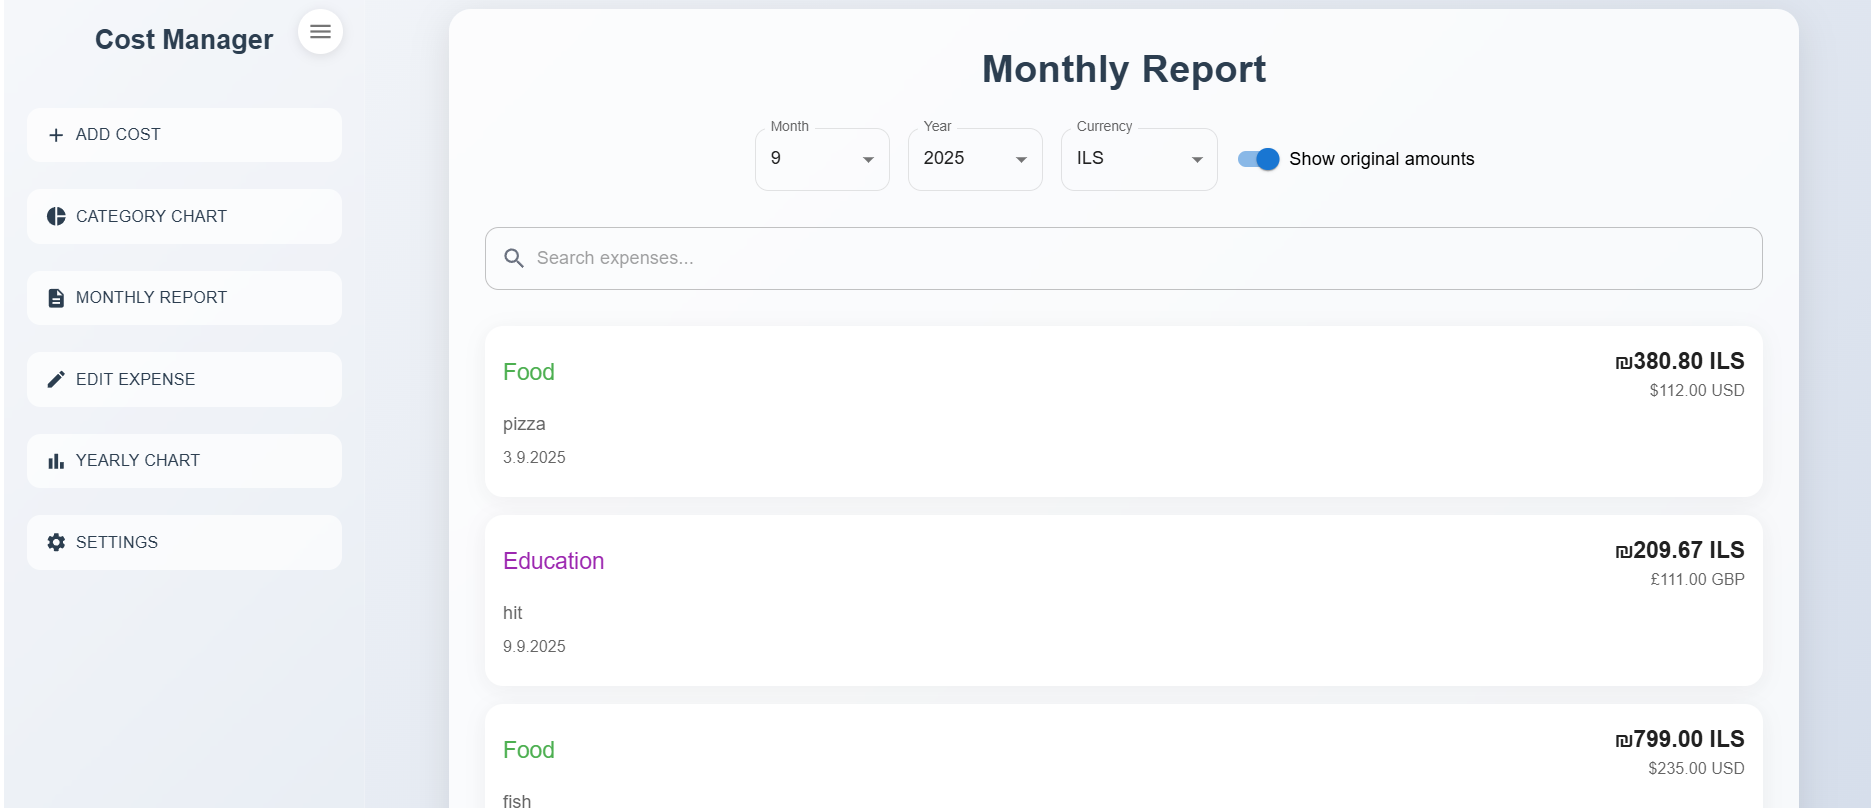 Cost Manager
ADD COST
CATEGORY CHART
MONTHLY REPORT
EDIT EXPENSE
YEARLY CHART
SETTINGS
Monthly Report
Month
9
Year
2025
Currency
ILS
Show original amounts
Search expenses...
Food
₪380.80 ILS
$112.00 USD
pizza
3.9.2025
Education
₪209.67 ILS
£111.00 GBP
hit
9.9.2025
Food
₪799.00 ILS
$235.00 USD
fish